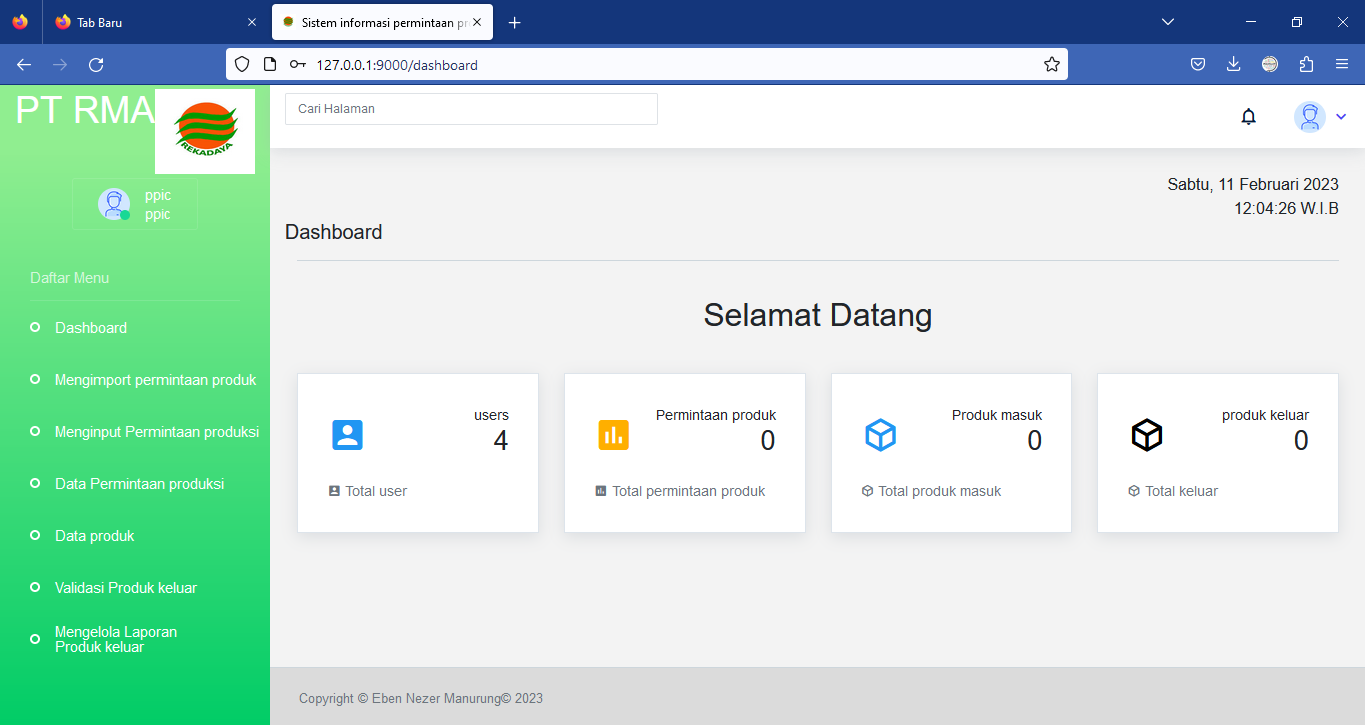 Tab Baru
Sistem informasi permintaan pr
127.0.0.1:9000/dashboard
PT RMA
REKADAYA
Cari Halaman
ppic
ppic
Sabtu, 11 Februari 2023
12:04:26 W.I.B
Dashboard
Daftar Menu
Dashboard
Mengimport permintaan produk
Menginput Permintaan produksi
Data Permintaan produksi
Data produk
Validasi Produk keluar
Mengelola Laporan
Produk keluar
Selamat Datang
users
4
Total user
Permintaan produk
0
Total permintaan produk
Produk masuk
0
Total produk masuk
produk keluar
0
Total keluar
Copyright © Eben Nezer Manurung© 2023